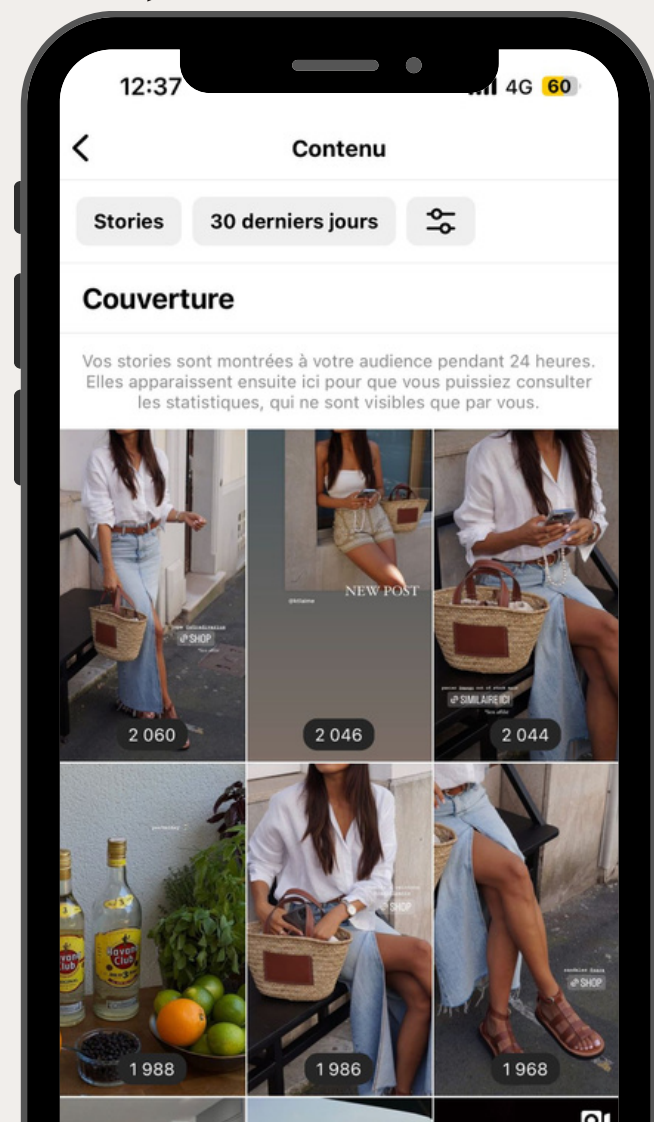 12:37
4G 60
Contenu
Stories
30 derniers jours
Couverture
Vos stories sont montrées à votre audience pendant 24 heures.
Elles apparaissent ensuite ici pour que vous puissiez consulter
les statistiques, qui ne sont visibles que par vous.
SHOP
2 060
NEW POST
2 046
SIMILAIRE ICI
2 044
Havana
Club
1 988
SHOP
1 986
SHOP
1 968